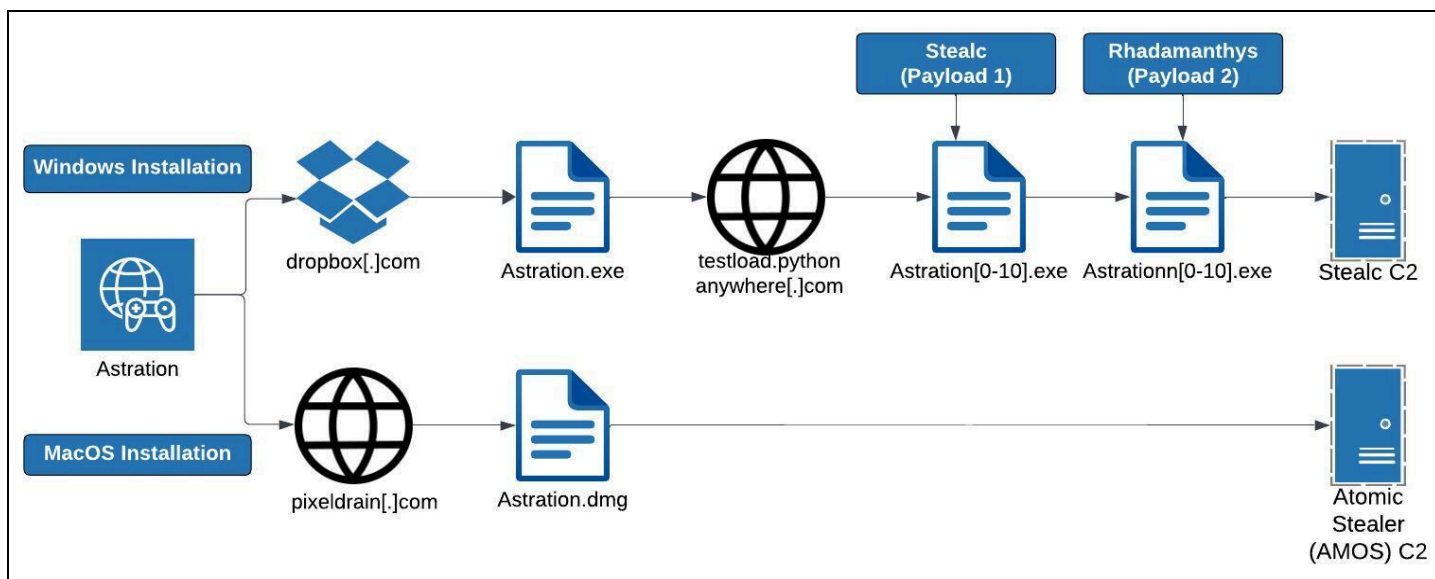 Stealc
(Payload 1)
Rhadamanthys
(Payload 2)
Windows Installation
dropbox[.]com
Astration.exe
testload.python
anywhere[.]com
Astration[0-10].exe
Astrationn[0-10].exe
Stealc C2
Astration
MacOS Installation
pixeldrain[.]com
Astration.dmg
Atomic
Stealer
(AMOS) C2